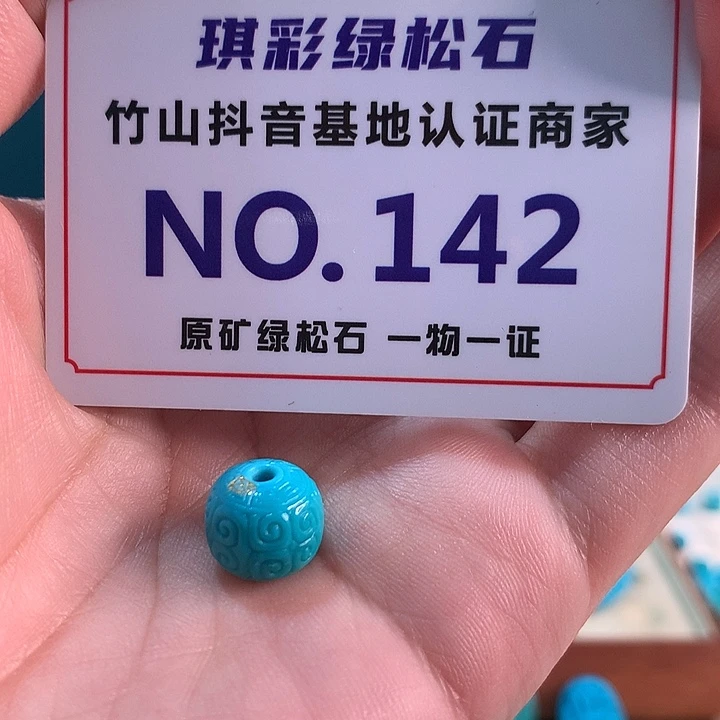 琪彩绿松石
竹山抖音基地认证商家
NO.142
原矿绿松石 一物一证